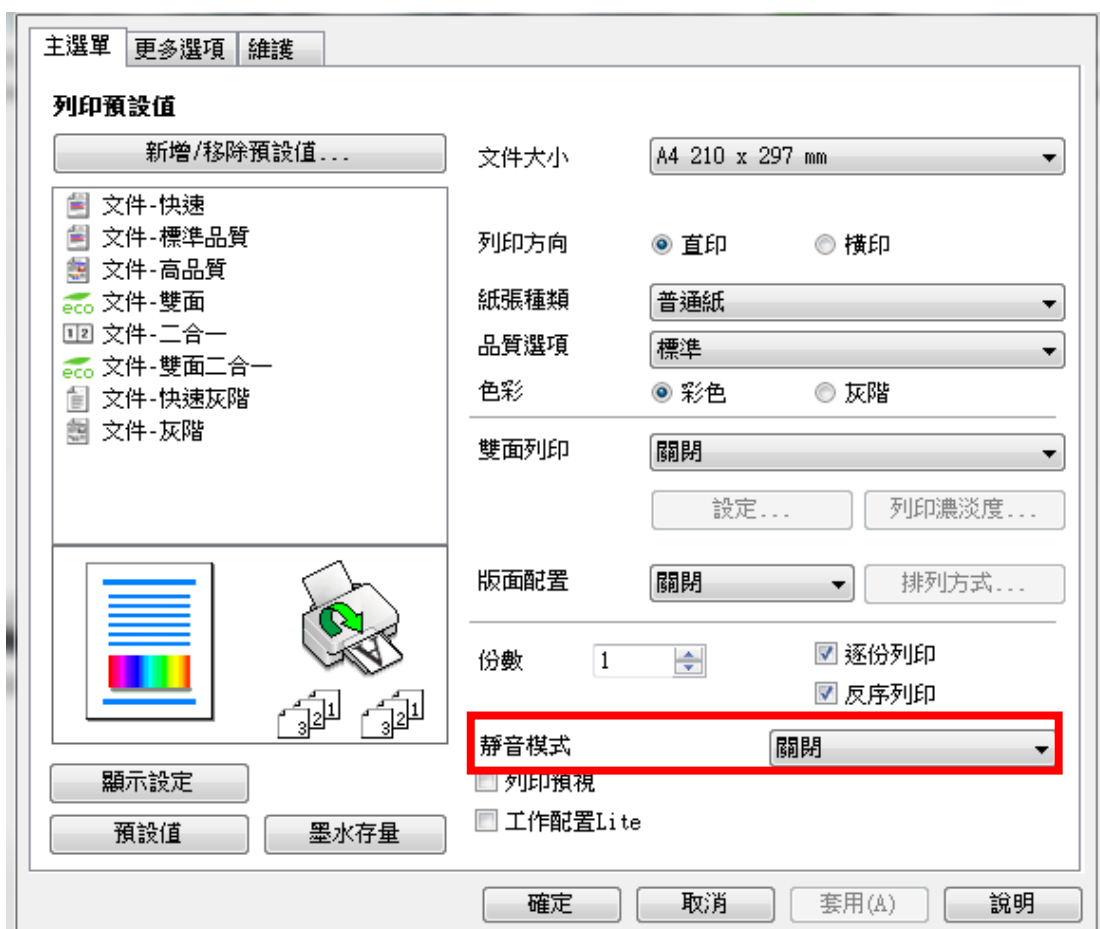 主選單 更多選項 維護
列印預設值
新增/移除預設值...
文件-快速
文件-標準品質
文件-高品質
eco 文件-雙面
12 文件-二合一
eco 文件-雙面二合一
文件-快速灰階
文件-灰階
321 321
顯示設定
預設值 墨水存量
文件大小 A4 210 x 297 mm
列印方向 直印 橫印
紙張種類 普通紙
品質選項 標準
色彩 彩色 灰階
雙面列印 關閉
設定... 列印濃淡度...
版面配置 關閉 排列方式...
份數 1 逐份列印
反序列印
靜音模式 關閉
列印預視
工作配置Lite
確定 取消 套用(A) 說明